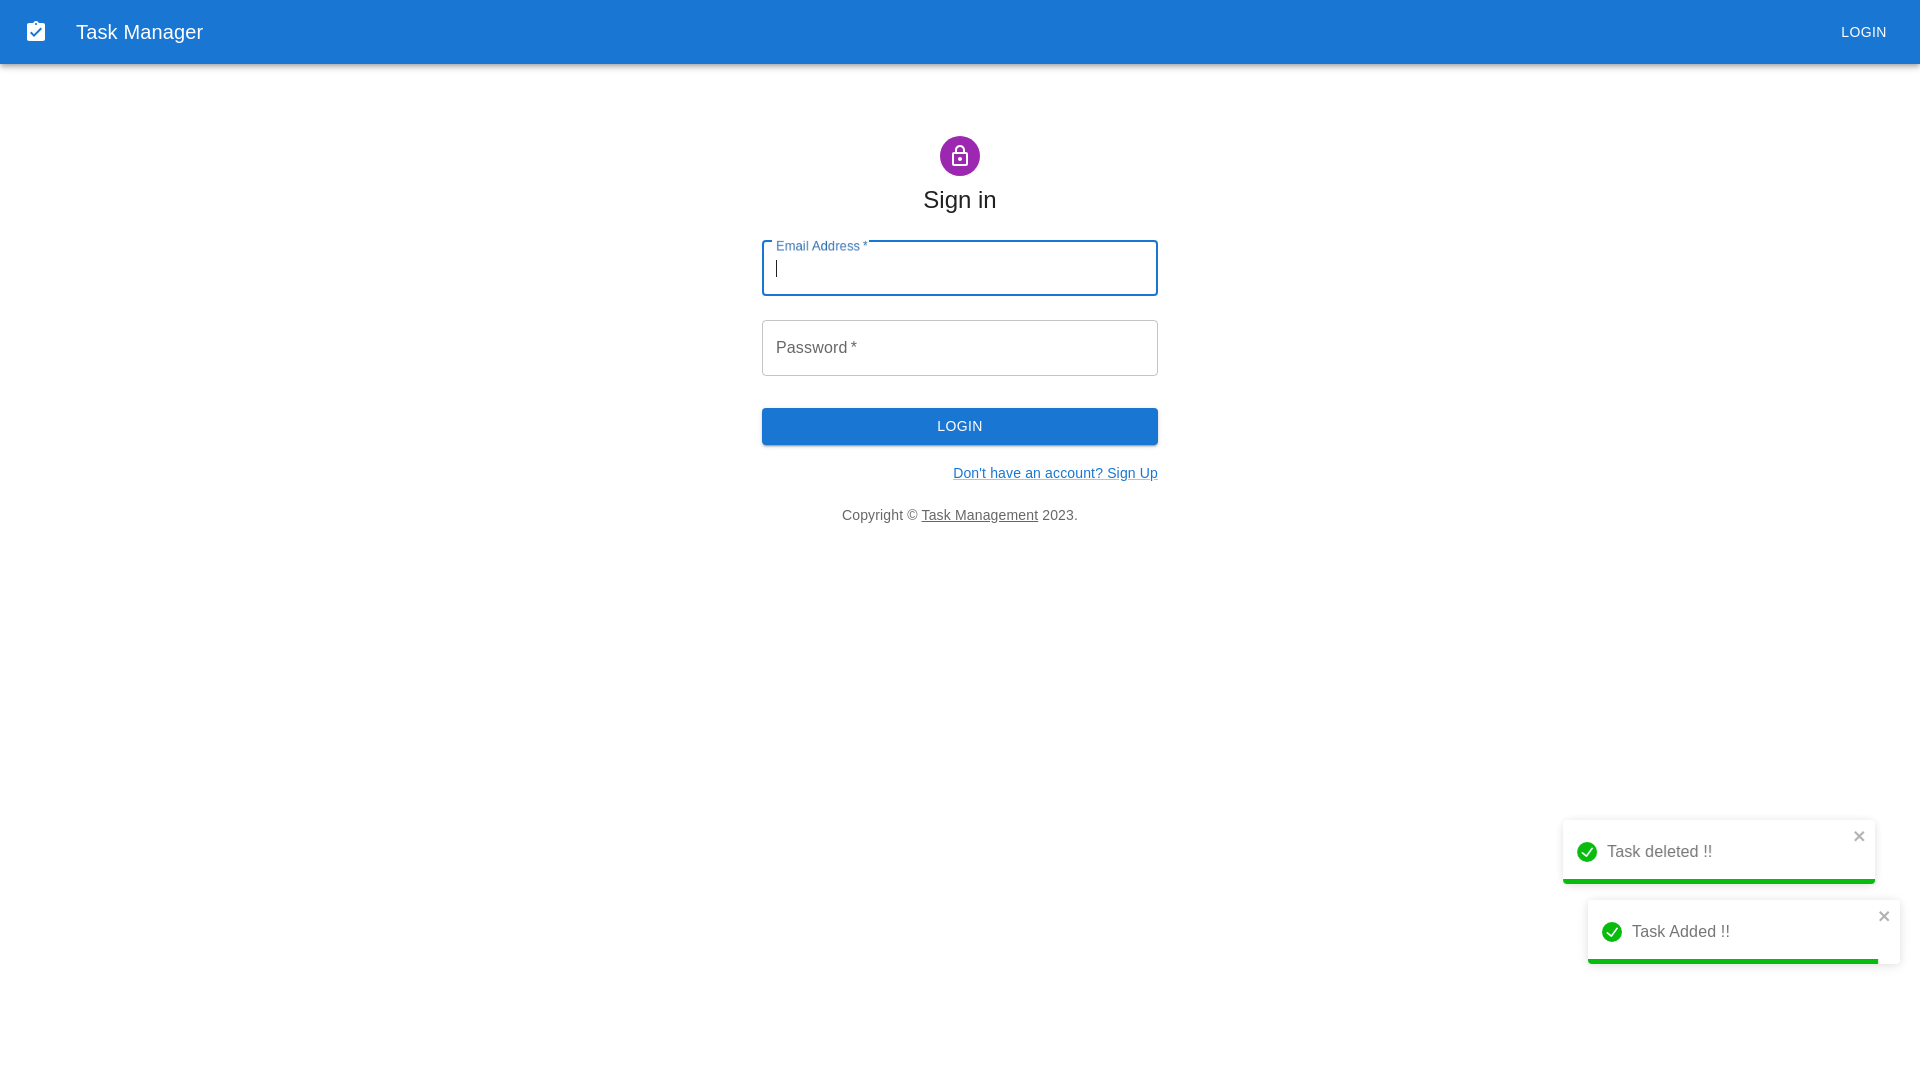 Task Manager
LOGIN
Sign in
Email Address *
Password *
LOGIN
Don't have an account? Sign Up
Copyright © Task Management 2023.
Task deleted !!
Task Added !!